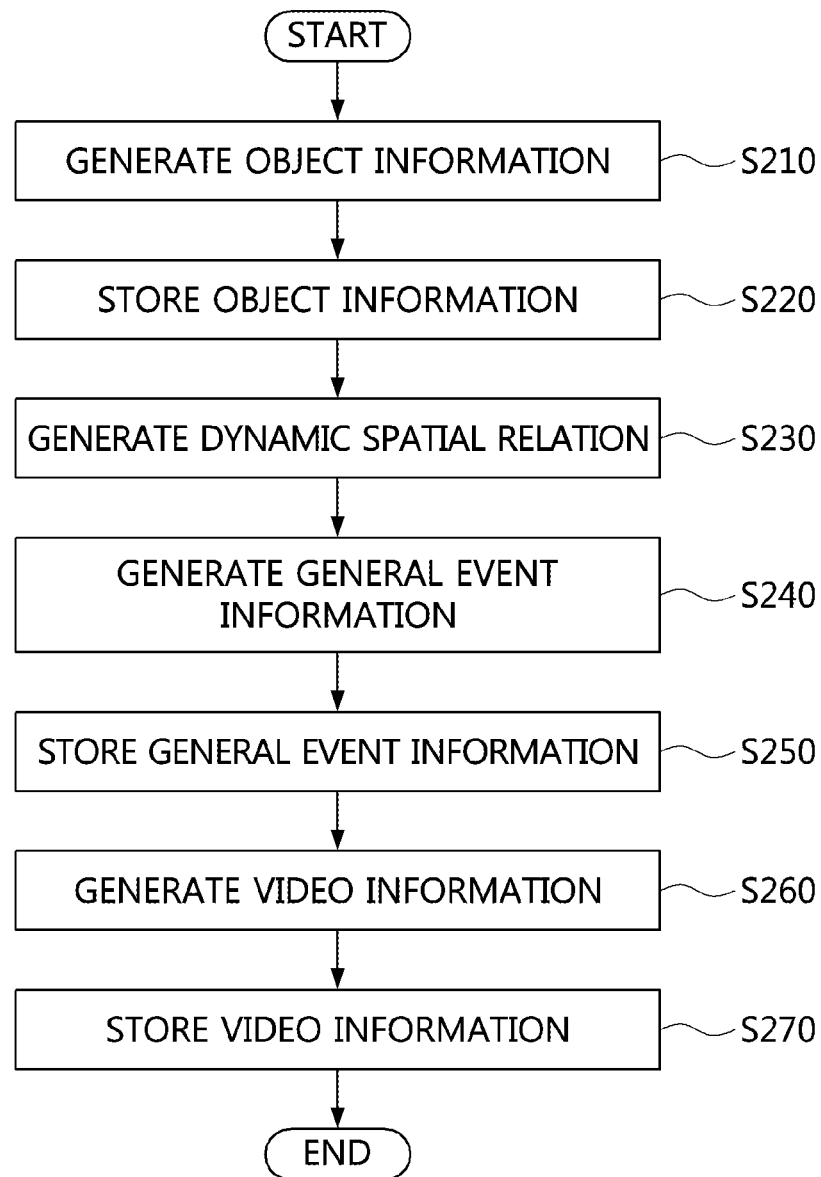 START
GENERATE OBJECT INFORMATION
S210
STORE OBJECT INFORMATION
S220
GENERATE DYNAMIC SPATIAL RELATION
S230
GENERATE GENERAL EVENT
INFORMATION
S240
STORE GENERAL EVENT INFORMATION
S250
GENERATE VIDEO INFORMATION
S260
STORE VIDEO INFORMATION
S270
END